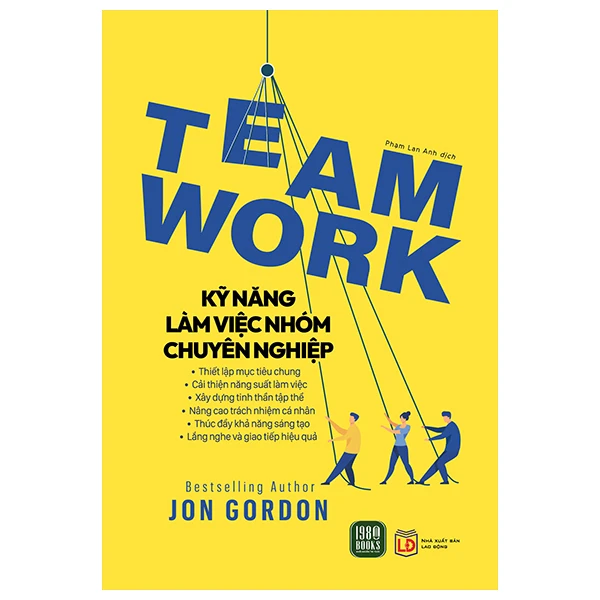 TEAM
Phạm Lan Anh dịch
WORK
KỸ NĂNG
LÀM VIỆC NHÓM
CHUYÊN NGHIỆP
• Thiết lập mục tiêu chung
• Cải thiện năng suất làm việc
• Xây dựng tinh thần tập thể
• Nâng cao trách nhiệm cá nhân
• Thúc đẩy khả năng sáng tạo
• Lắng nghe và giao tiếp hiệu quả
Bestselling Author
JON GORDON
1980
BOOKS
LĐ
NHÀ XUẤT BẢN
LAO ĐỘNG